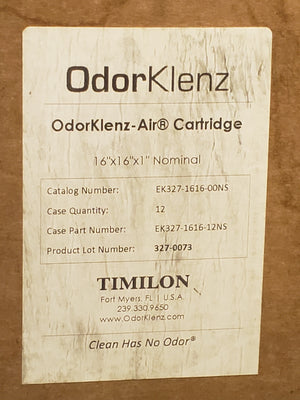 OdorKlenz
OdorKlenz-Air® Cartridge
16"x16"x1" Nominal
Catalog Number: EK327-1616-00NS
Case Quantity: 12
Case Part Number: EK327-1616-12NS
Product Lot Number: 327-0073
TIMILON
Fort Myers, FL | U.S.A.
239.330.9650
www.OdorKlenz.com
Clean Has No Odor®